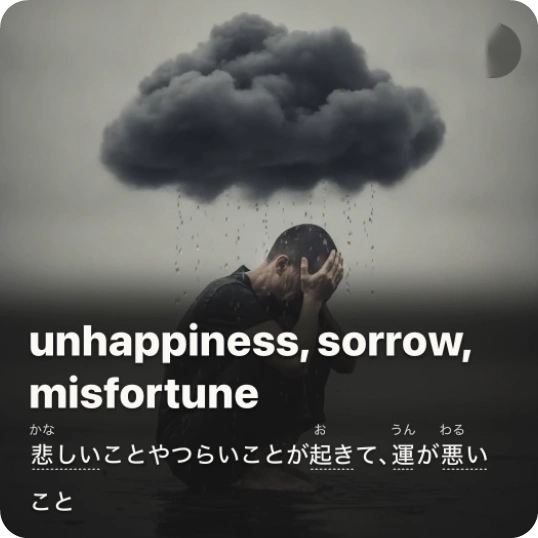 unhappiness, sorrow,
misfortune
かな お うん わる
悲しいことやつらいことが起きて、運が悪い
こと